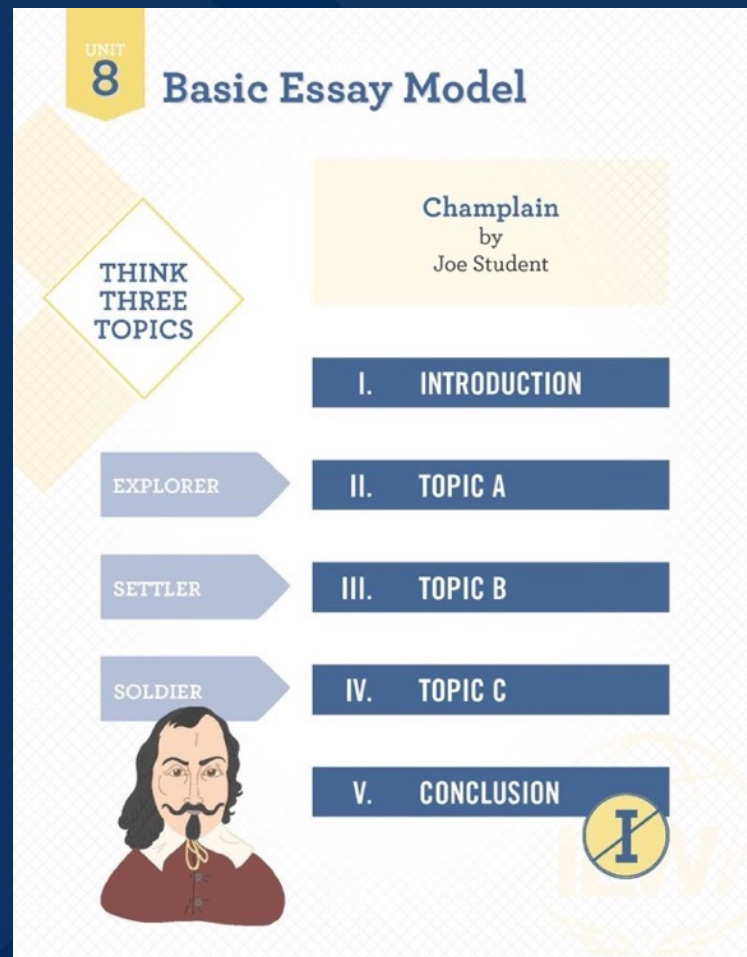 UNIT
8
Basic Essay Model
Champlain
by
Joe Student
THINK
THREE
TOPICS
I. INTRODUCTION
EXPLORER
II. TOPIC A
SETTLER
III. TOPIC B
SOLDIER
IV. TOPIC C
V. CONCLUSION
I